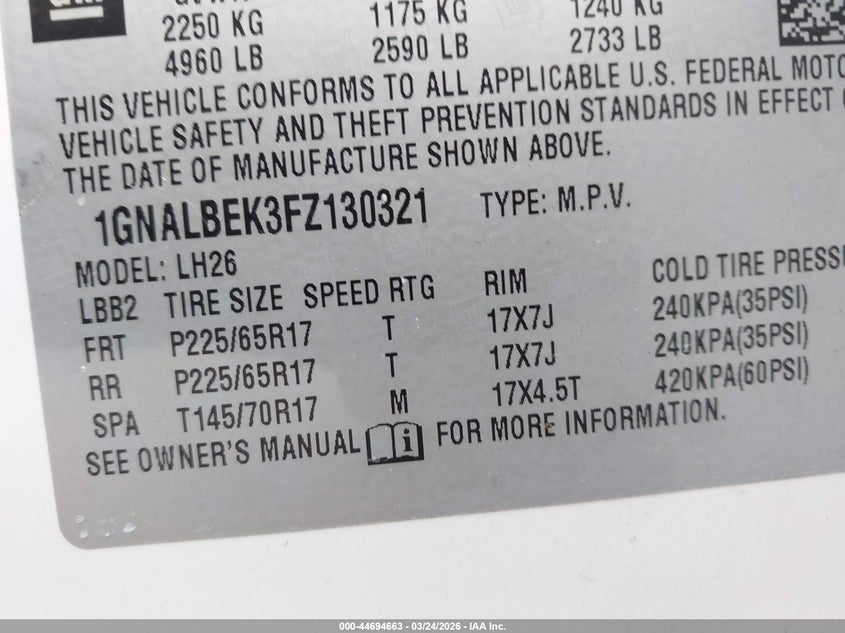 2250 KG 1175 KG 1240 KG
4960 LB 2590 LB 2733 LB
THIS VEHICLE CONFORMS TO ALL APPLICABLE U.S. FEDERAL MOTO
VEHICLE SAFETY AND THEFT PREVENTION STANDARDS IN EFFECT
THE DATE OF MANUFACTURE SHOWN ABOVE.
1GNALBEK3FZ130321 TYPE: M.P.V.
MODEL: LH26
LBB2 TIRE SIZE SPEED RTG RIM COLD TIRE PRESS
FRT P225/65R17 T 17X7J 240KPA(35PSI)
RR P225/65R17 T 17X7J 240KPA(35PSI)
SPA T145/70R17 M 17X4.5T 420KPA(60PSI)
SEE OWNER'S MANUAL i FOR MORE INFORMATION.
000-44694663 - 03/24/2026 - IAA Inc.